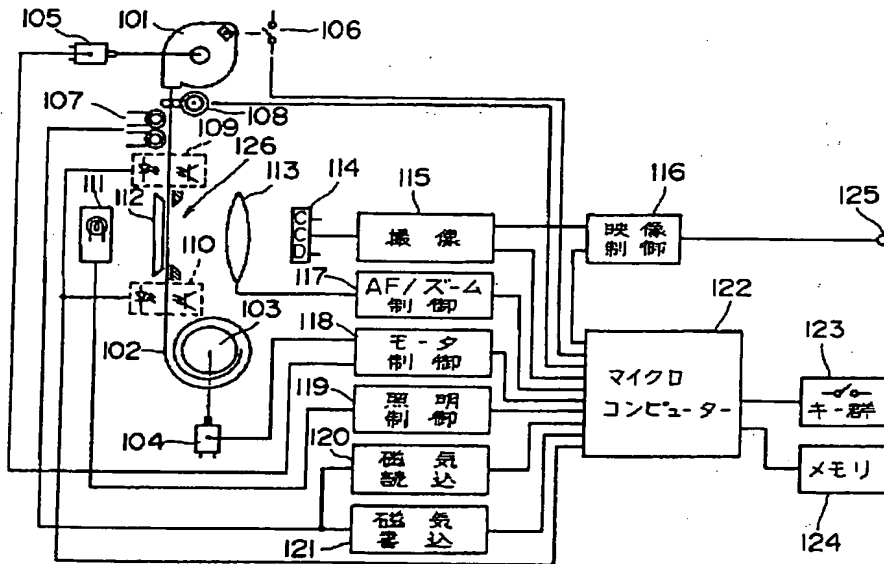 105
101
106
107
108
109
126
111
112
113
114
115
116
125
CCD
撮像
映像
制御
110
117
AF/ズーム
制御
122
103
118
モータ
制御
マイクロ
コンピューター
123
102
119
照明
制御
キー群
104
120
磁気
読込
メモリ
121
磁気
書込
124